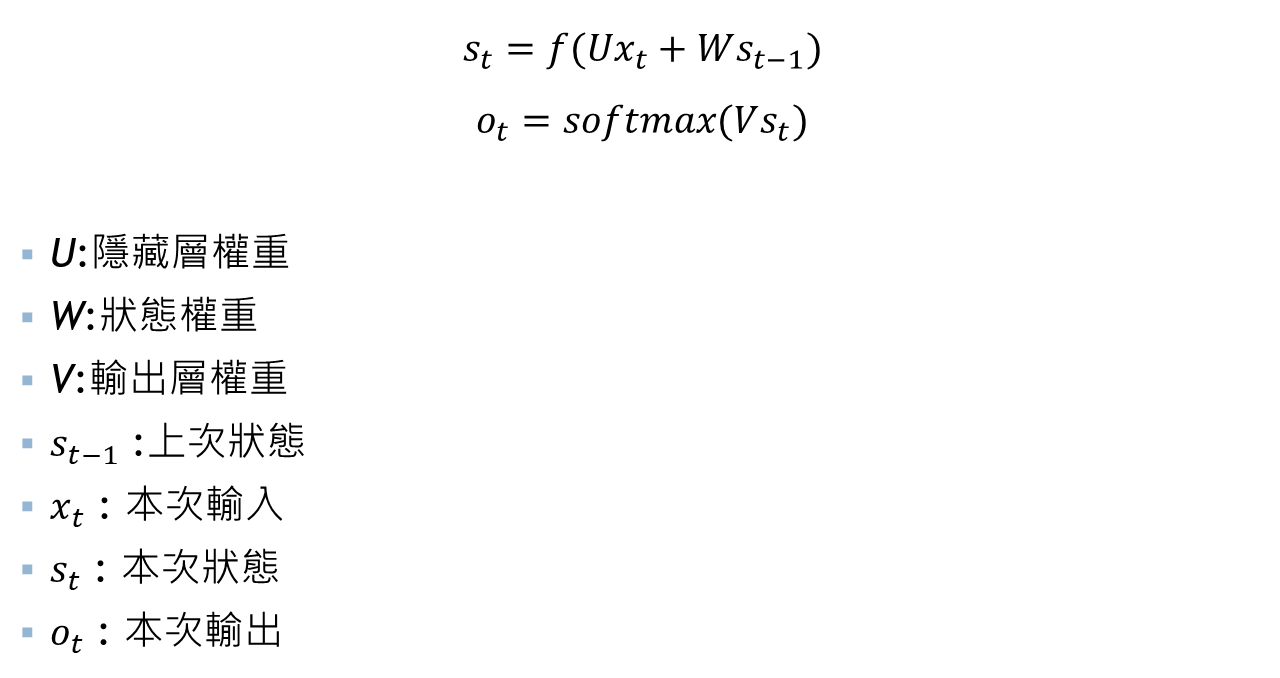 s_t = f(Ux_t + Ws_{t−1})
o_t = softmax(Vs_t)
▪ U:隱藏層權重
▪ W:狀態權重
▪ V:輸出層權重
▪ s_{t−1} :上次狀態
▪ x_t : 本次輸入
▪ s_t : 本次狀態
▪ o_t : 本次輸出